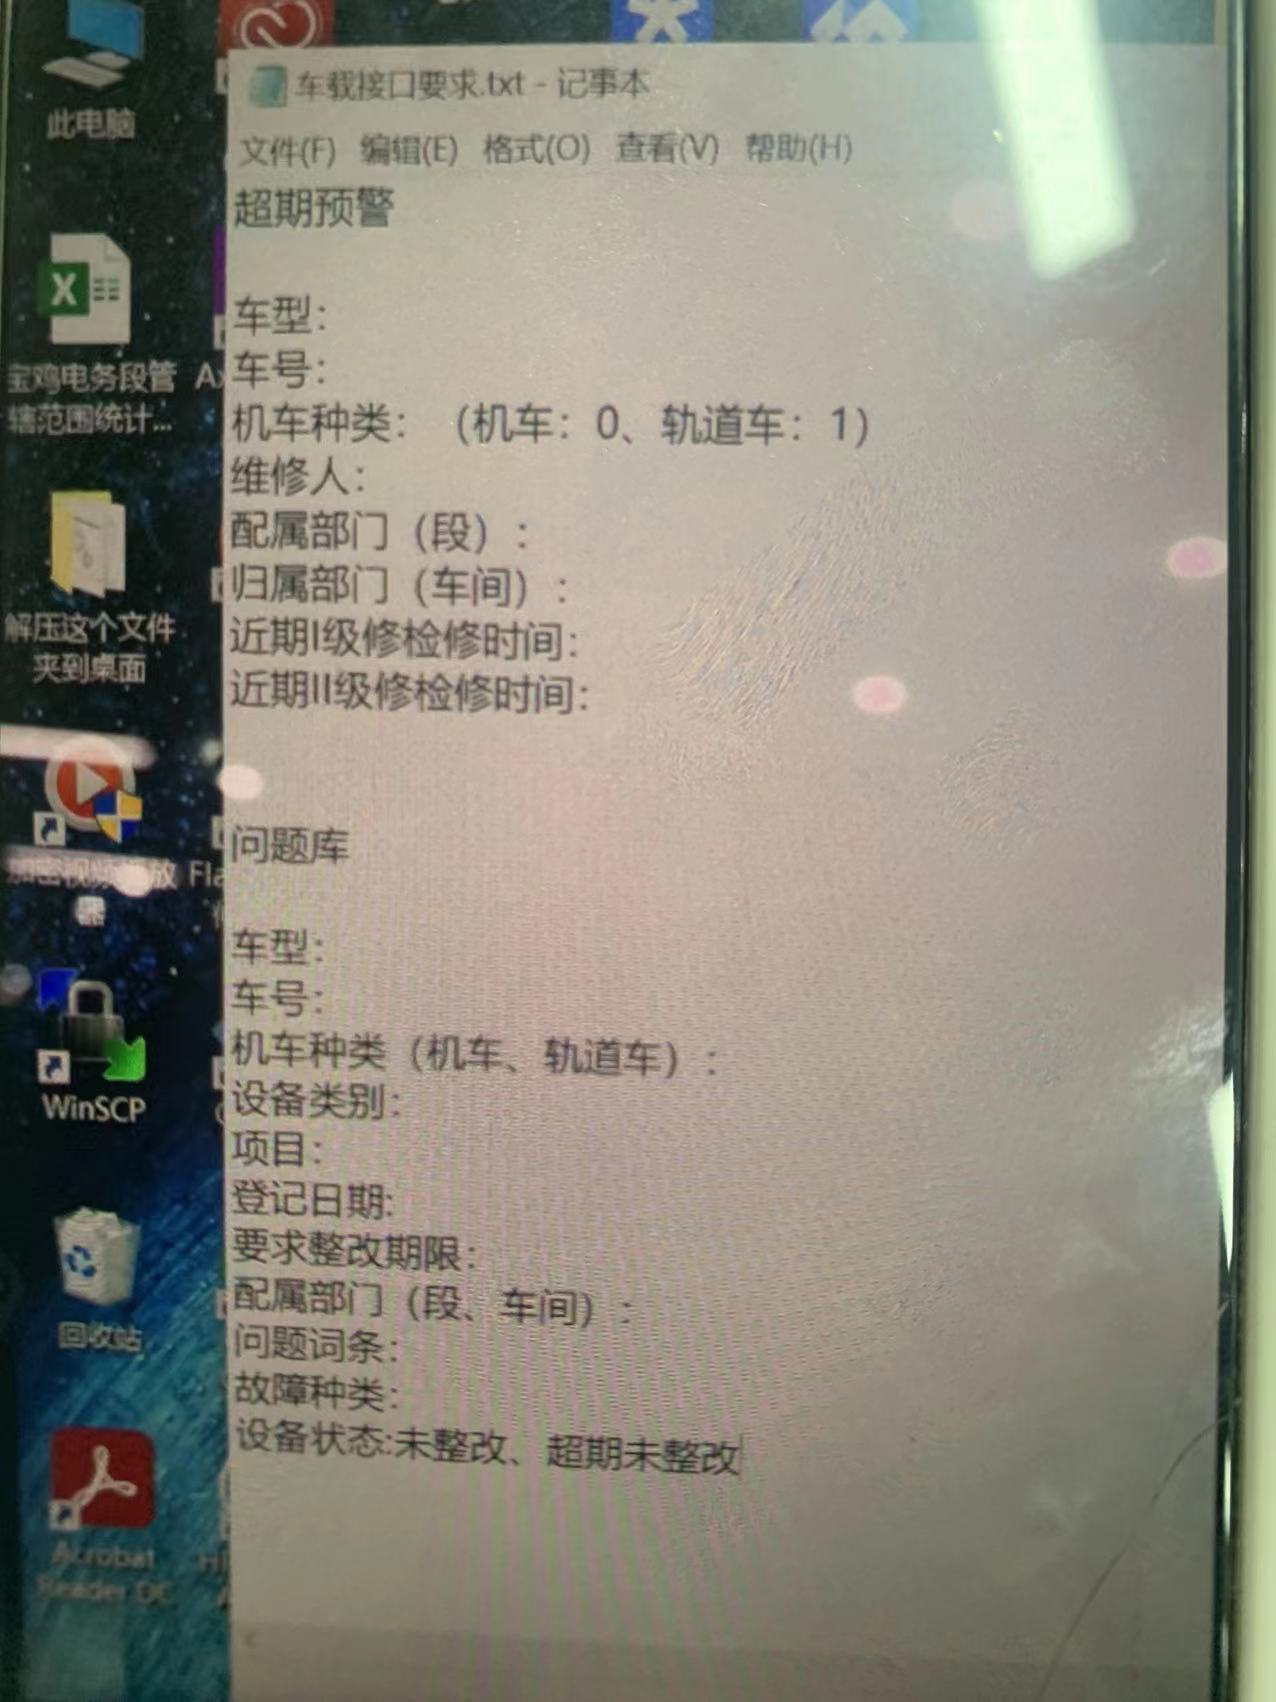 车载接口要求.txt - 记事本
文件(F) 编辑(E) 格式(O) 查看(V) 帮助(H)
超期预警
车型：
车号：
机车种类：（机车：0、轨道车：1）
维修人：
配属部门（段）：
归属部门（车间）：
近期I级修检修时间：
近期II级修检修时间：
问题库
车型：
车号：
机车种类（机车、轨道车）：
设备类别：
项目：
登记日期:
要求整改期限：
配属部门（段、车间）：
问题词条：
故障种类：
设备状态:未整改、超期未整改
此电脑
宝鸡电务段管
辖范围统计...
解压这个文件
夹到桌面
WinSCP
回收站
Acrobat
Reader DC